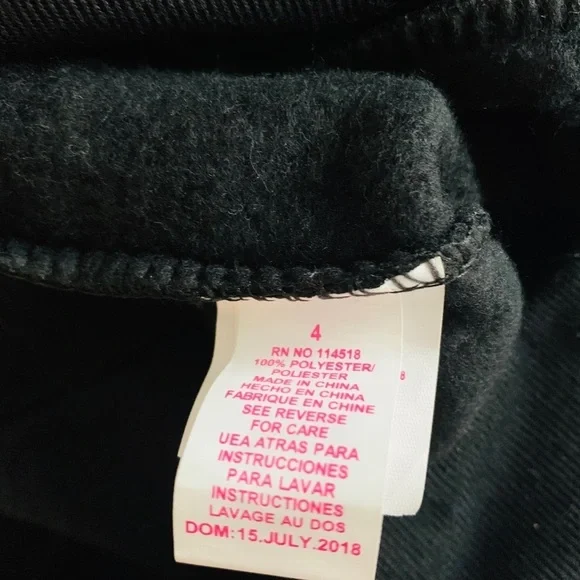 4
RN NO 114518
100% POLYESTER/
POLIESTER
MADE IN CHINA
HECHO EN CHINA
FABRIQUE EN CHINE
SEE REVERSE
FOR CARE
UEA ATRAS PARA
INSTRUCCIONES
PARA LAVAR
INSTRUCTIONES
LAVAGE AU DOS
DOM:15.JULY.2018
8